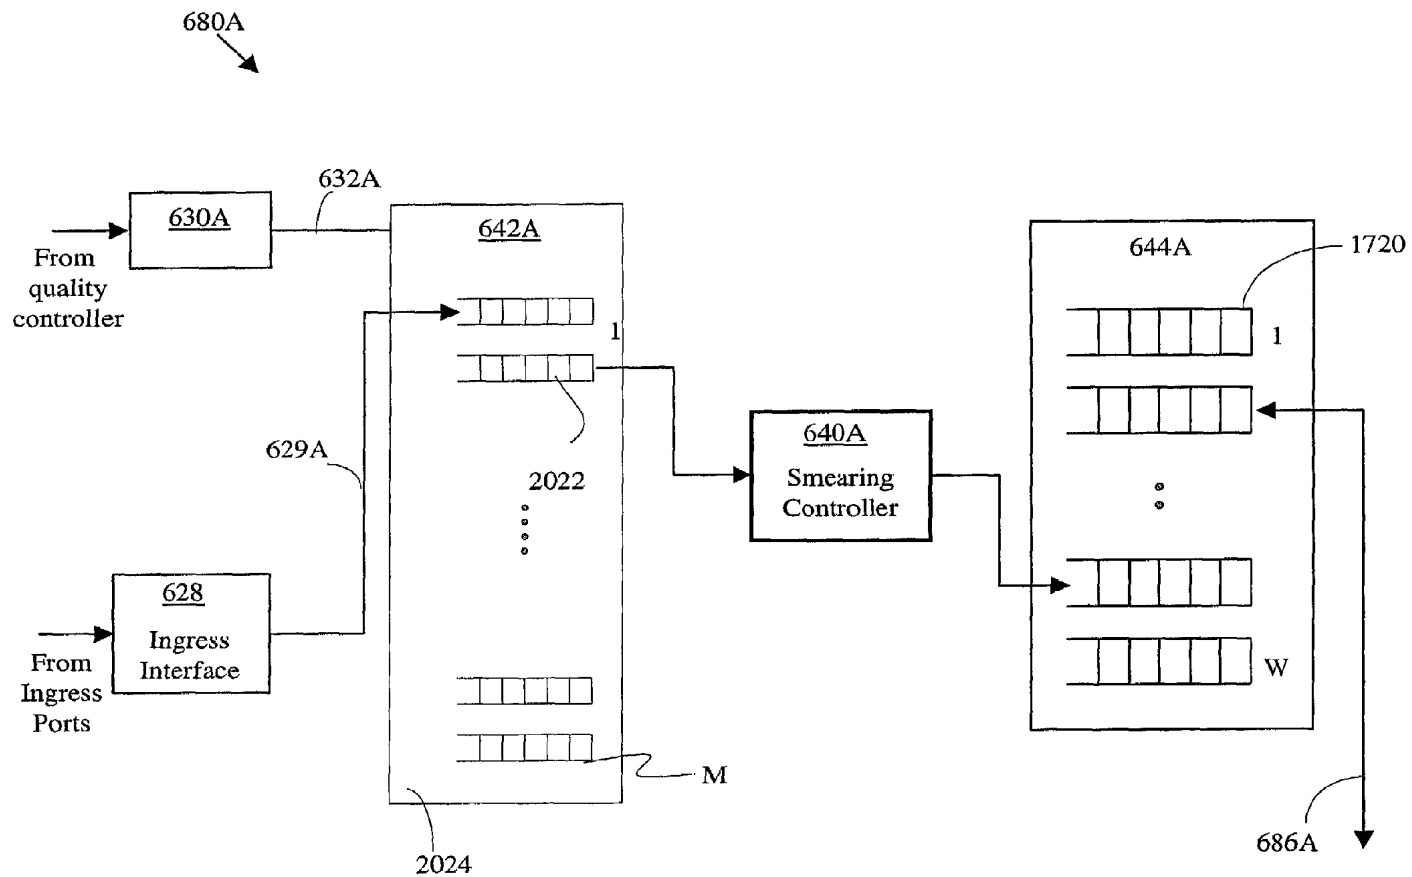 680A
632A
630A
From
quality
controller
642A
1
644A
1720
1
629A
2022
640A
Smearing
Controller
628
Ingress
Interface
From
Ingress
Ports
M
W
2024
686A